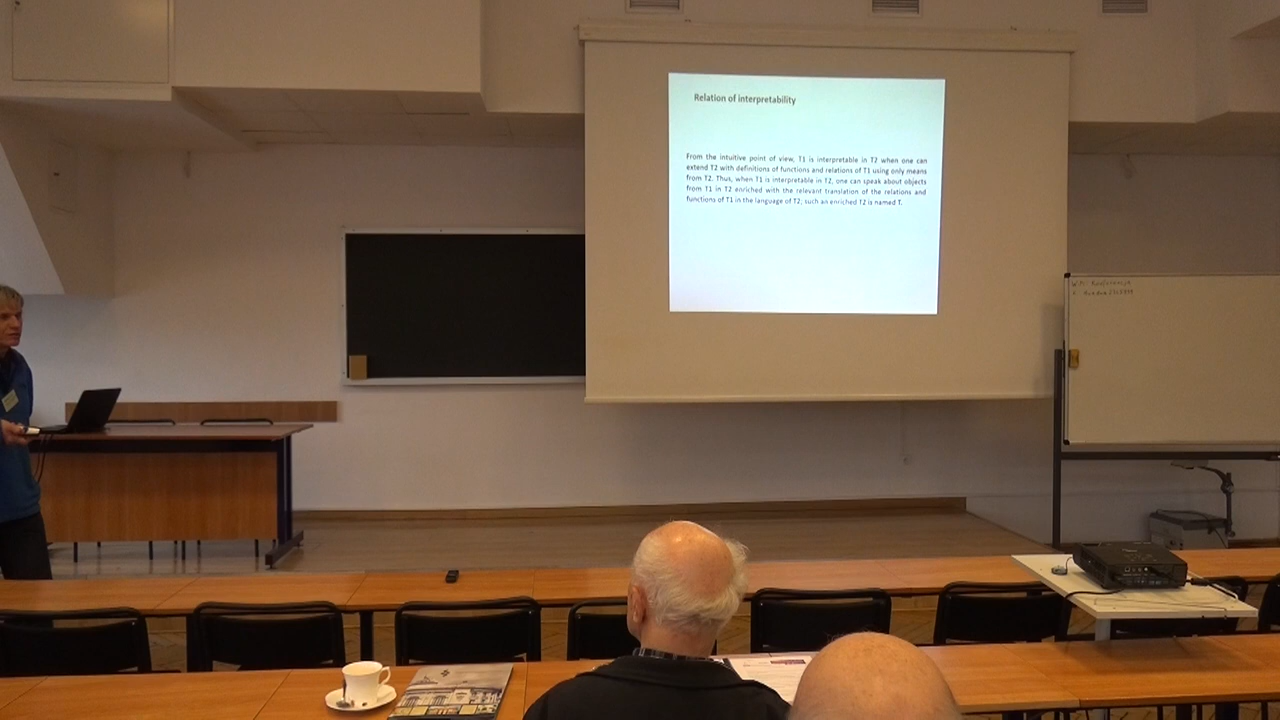 Relation of interpretability
From the intuitive point of view, T1 is interpretable in T2 when one can
extend T2 with definitions of functions and relations of T1 using only means
from T2. Thus, when T1 is interpretable in T2, one can speak about objects
from T1 in T2 enriched with the relevant translation of the relations and
functions of T1 in the language of T2, such an enriched T2 is named T.